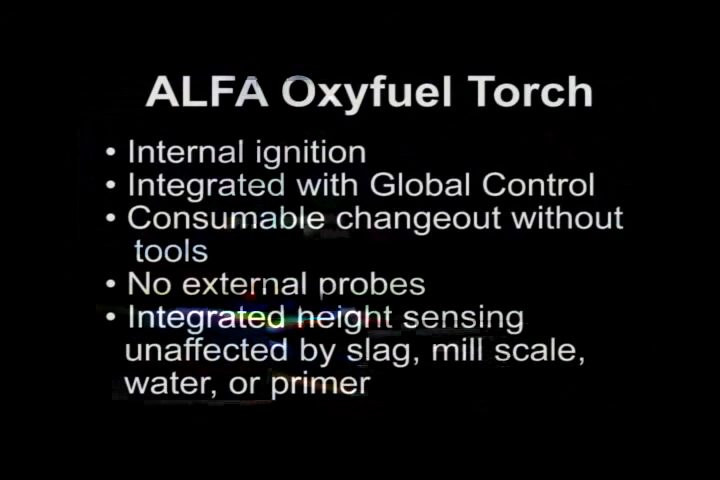 ALFA Oxyfuel Torch
• Internal ignition
• Integrated with Global Control
• Consumable changeout without
tools
• No external probes
• Integrated height sensing
unaffected by slag, mill scale,
water, or primer